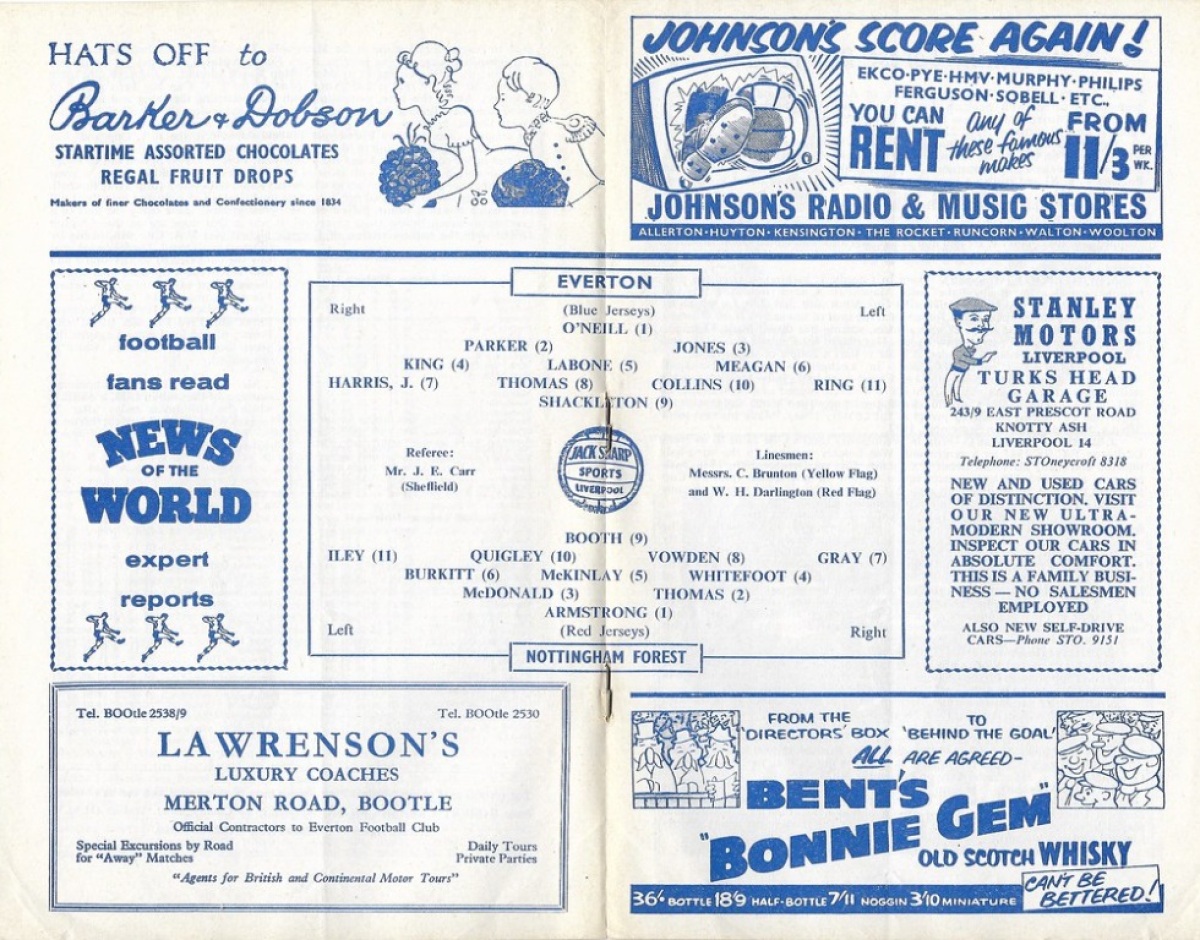 HATS OFF to
Barker & Dobson
STARTIME ASSORTED CHOCOLATES
REGAL FRUIT DROPS
Makers of finer Chocolates and Confectionery since 1834
JOHNSON'S SCORE AGAIN!
EKCO·PYE·H·M·V·MURPHY·PHILIPS
FERGUSON·SOBELL·ETC.,
YOU CAN RENT any of these famous makes FROM 11/3 PER WK.
JOHNSON'S RADIO & MUSIC STORES
ALLERTON·HUYTON·KENSINGTON·THE ROCKET·RUNCORN·WALTON·WOOLTON
football
fans read
NEWS
OF THE
WORLD
expert
reports
EVERTON
Right (Blue Jerseys) Left
O'NEILL (1)
PARKER (2) JONES (3)
KING (4) LABONE (5) MEAGAN (6)
HARRIS, J. (7) THOMAS (8) COLLINS (10) RING (11)
SHACKLETON (9)
Referee:
Mr. J. E. Carr
(Sheffield)
JACK SHARP
SPORTS
LIVERPOOL
Linesmen:
Messrs. C. Brunton (Yellow Flag)
and W. H. Darlington (Red Flag)
BOOTH (9)
ILEY (11) QUIGLEY (10) VOWDEN (8) GRAY (7)
BURKITT (6) McKINLAY (5) WHITEFOOT (4)
McDONALD (3) THOMAS (2)
ARMSTRONG (1)
Left (Red Jerseys) Right
NOTTINGHAM FOREST
STANLEY
MOTORS
LIVERPOOL
TURKS HEAD
GARAGE
243/9 EAST PRESCOT ROAD
KNOTTY ASH
LIVERPOOL 14
Telephone: STOneycroft 8318
NEW AND USED CARS
OF DISTINCTION. VISIT
OUR NEW ULTRA-
MODERN SHOWROOM.
INSPECT OUR CARS IN
ABSOLUTE COMFORT.
THIS IS A FAMILY BUSI-
NESS — NO SALESMEN
EMPLOYED
ALSO NEW SELF-DRIVE
CARS—Phone STO. 9151
Tel. BOOtle 2538/9 Tel. BOOtle 2530
LAWRENSON'S
LUXURY COACHES
MERTON ROAD, BOOTLE
Official Contractors to Everton Football Club
Special Excursions by Road Daily Tours
for "Away" Matches Private Parties
"Agents for British and Continental Motor Tours"
FROM THE TO
'DIRECTORS' BOX 'BEHIND THE GOAL'
ALL ARE AGREED-
BENT'S
"BONNIE GEM"
OLD SCOTCH WHISKY
CAN'T BE
BETTERED!
36/- BOTTLE 18/9 HALF-BOTTLE 7/11 NOGGIN 3/10 MINIATURE